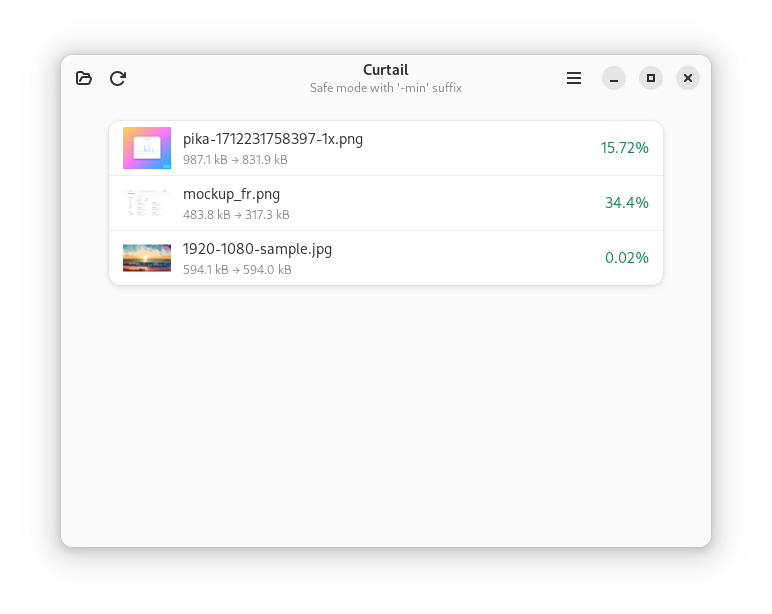 Curtail
Safe mode with '-min' suffix
pika-1712231758397-1x.png
987.1 kB → 831.9 kB
15.72%
mockup_fr.png
483.8 kB → 317.3 kB
34.4%
1920-1080-sample.jpg
594.1 kB → 594.0 kB
0.02%